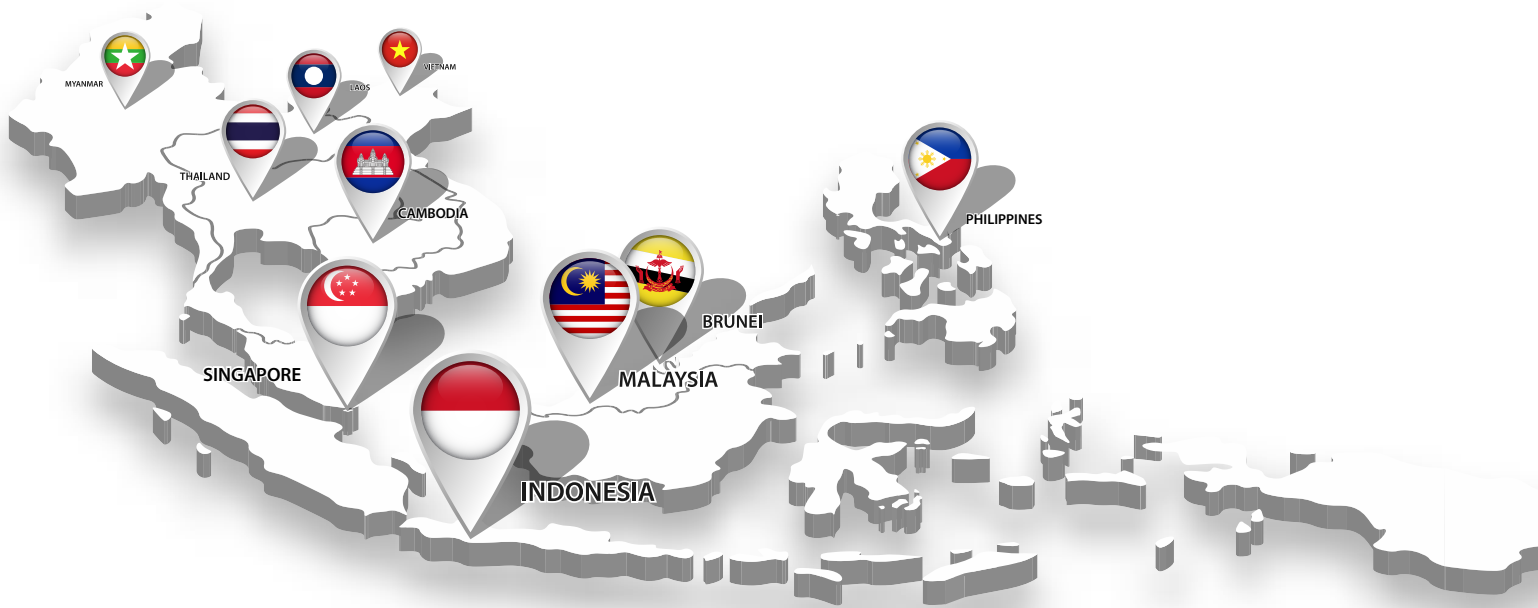 VIETNAM
MYANMAR
LAOS
THAILAND
CAMBODIA
PHILIPPINES
BRUNEI
SINGAPORE
MALAYSIA
INDONESIA